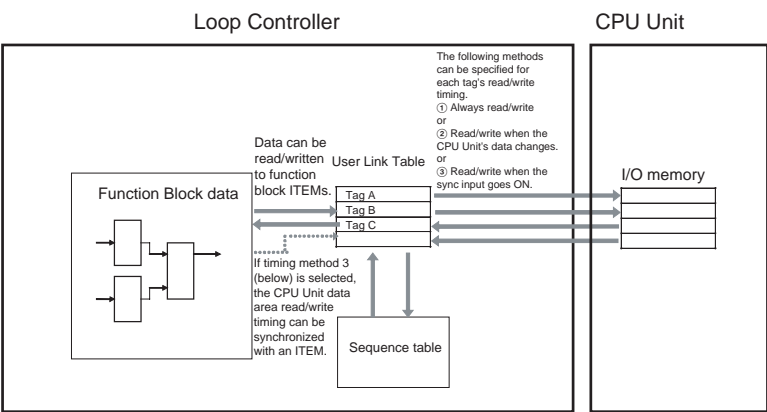 Loop Controller
CPU Unit
The following methods
can be specified for
each tag's read/write
timing.
① Always read/write
or
② Read/write when the
CPU Unit's data changes.
or
③ Read/write when the
sync input goes ON.
Data can be
read/written
to function
block ITEMs.
User Link Table
I/O memory
Function Block data
Tag A
Tag B
Tag C
If timing method 3
(below) is selected,
the CPU Unit data
area read/write
timing can be
synchronized
with an ITEM.
Sequence table